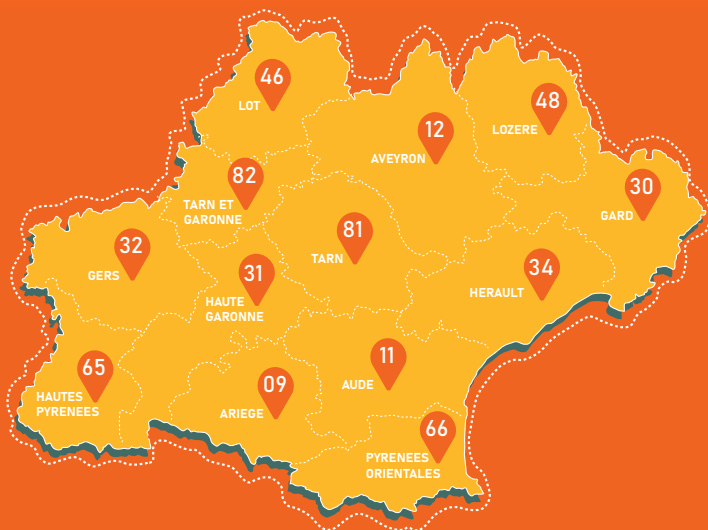 46
LOT
48
LOZERE
12
AVEYRON
82
TARN ET
GARONNE
30
GARD
81
TARN
32
GERS
31
HAUTE
GARONNE
34
HERAULT
65
HAUTES
PYRENEES
09
ARIEGE
11
AUDE
66
PYRENEES
ORIENTALES